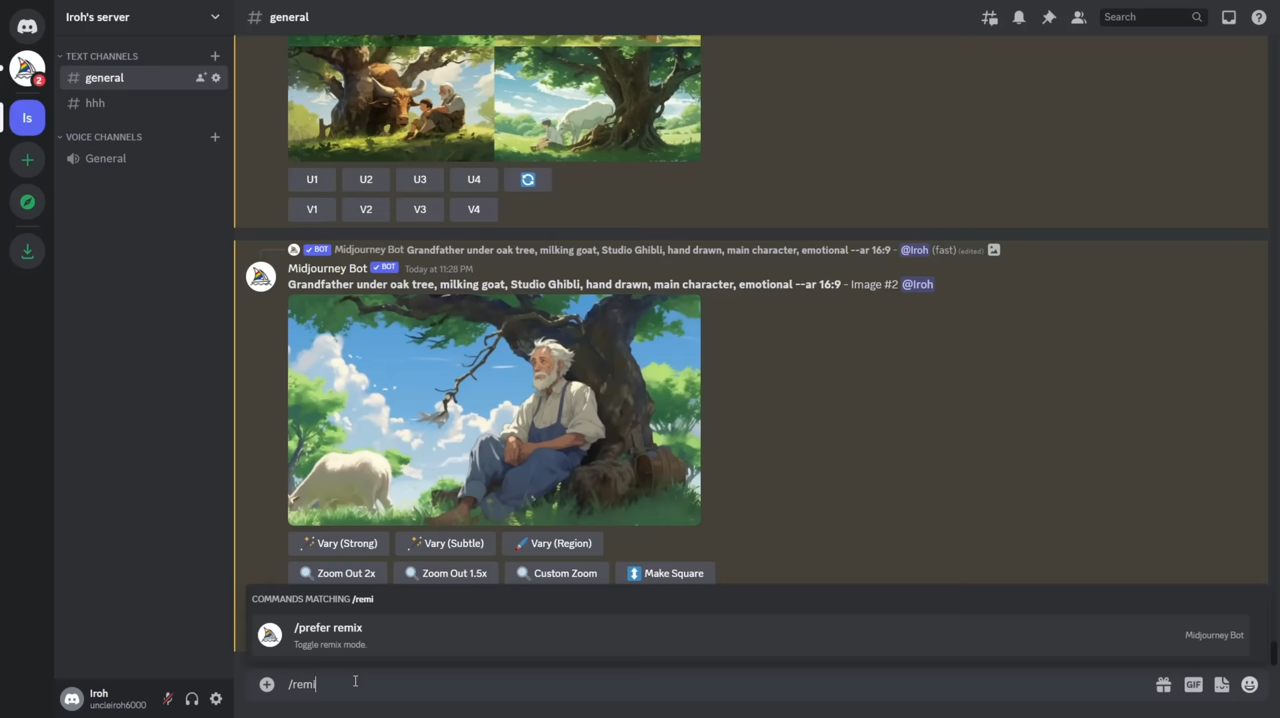 Iroh's server
general
Search
TEXT CHANNELS
general
hhh
VOICE CHANNELS
General
2
Is
U1 U2 U3 U4
V1 V2 V3 V4
BOT Midjourney Bot Grandfather under oak tree, milking goat, Studio Ghibli, hand drawn, main character, emotional --ar 16:9 - @Iroh (fast) (edited)
Midjourney Bot BOT Today at 11:28 PM
Grandfather under oak tree, milking goat, Studio Ghibli, hand drawn, main character, emotional --ar 16:9 - Image #2 @Iroh
Vary (Strong) Vary (Subtle) Vary (Region)
Zoom Out 2x Zoom Out 1.5x Custom Zoom Make Square
COMMANDS MATCHING /remi
/prefer remix
Toggle remix mode.
Midjourney Bot
/remi
GIF
Iroh
uncleiroh6000